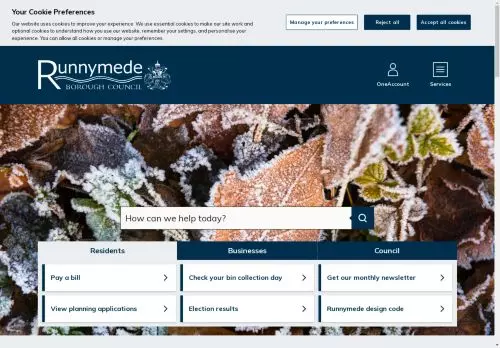 Your Cookie Preferences
Our website uses cookies to improve your experience. We use essential cookies to make our site work and
optional cookies to understand how you use our website, remember your settings, and personalise your
experience. You can allow all cookies or manage your preferences.
Manage your preferences
Reject all
Accept all cookies
Runnymede
BOROUGH COUNCIL
OneAccount
Services
How can we help today?
Residents
Businesses
Council
Pay a bill
Check your bin collection day
Get our monthly newsletter
View planning applications
Election results
Runnymede design code